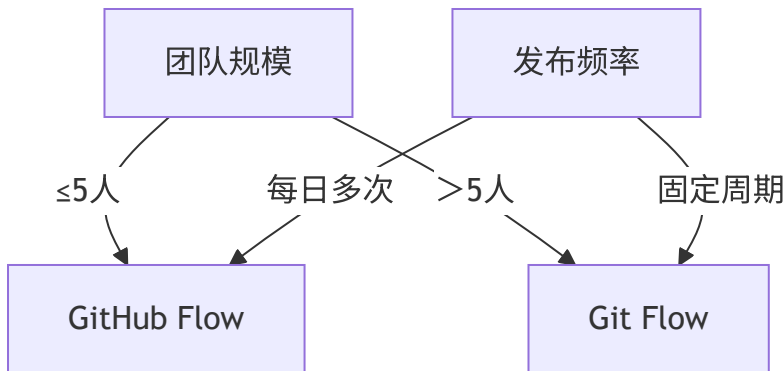 团队规模
发布频率
≤5人
每日多次
＞5人
固定周期
GitHub Flow
Git Flow